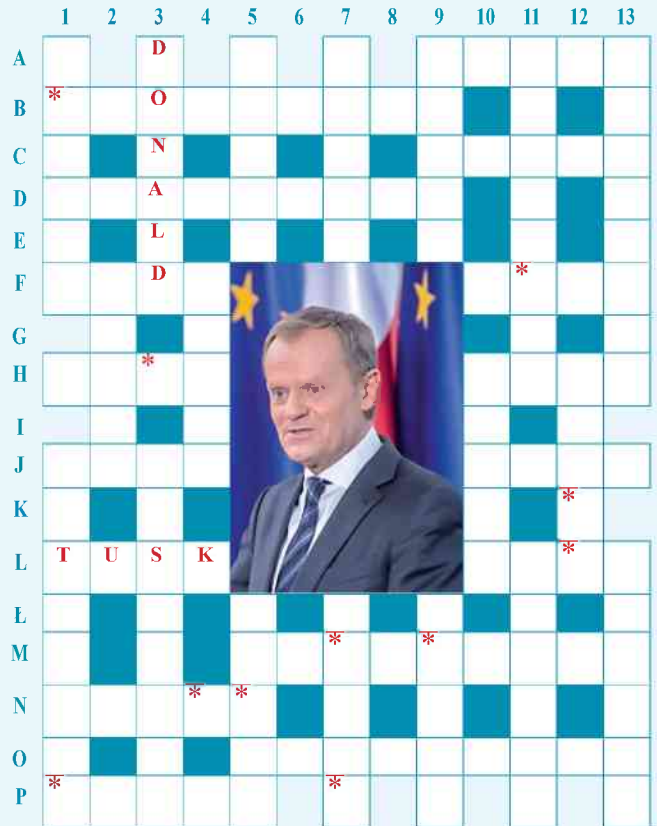 1 2 3 4 5 6 7 8 9 10 11 12 13
A D
*
B O
C N
D A
E L
F D *
G
H *
I
J
K *
L T U S K *
Ł
M * *
N * *
O
P * *